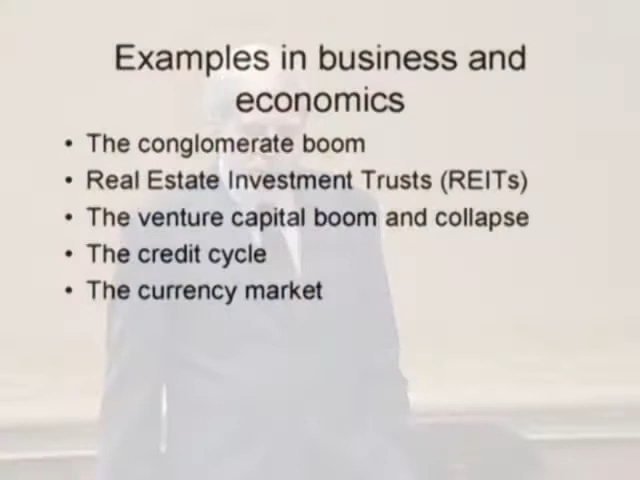 Examples in business and
economics
• The conglomerate boom
• Real Estate Investment Trusts (REITs)
• The venture capital boom and collapse
• The credit cycle
• The currency market